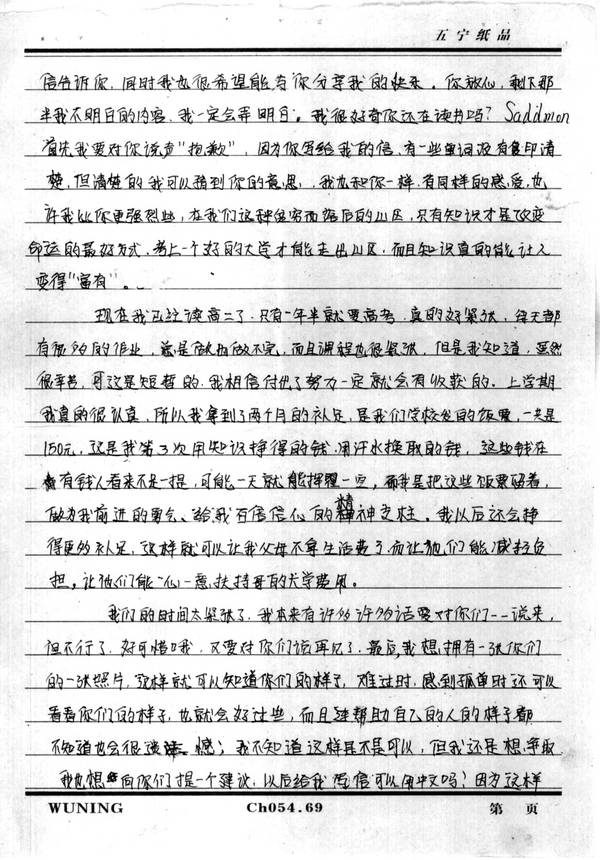 五宁纸品
信告诉你,同时我也很希望能与你分享我的快乐。你放心,剩下那
半我不明白的内容,我一定会弄明白。我很好奇你还在读书吗?Saddmon
首先我要对你说声"抱歉",因为你写给我的信,有一些单词没有复印清
楚,但清楚的我可以猜到你的意思,我也和你一样,有同样的感受,也
许我比你更强烈些,在我们这种贫穷而落后的山区,只有知识才是改变
命运的最好方式,考上一个好的大学才能走出山区,而且知识真的能让人
变得"富有"。
现在我已经读高二了.只有一年半就要高考.真的好紧张,每天都
有很多的作业,总是做也做不完,而且课程也很紧张,但是我知道,虽然
很辛苦,可这是短暂的.我相信付出了努力一定就会有收获的.上学期
我真的很认真,所以我拿到了两个月的补足,是我们学校发的饭票,一共是
150元,这是我第3次用知识挣得的钱.用汗水换取的钱,这些钱在
有钱人看来不足一提,可能一天就能挥霍一空,而我是把这些饭票留着,
做为我前进的勇气、给我百倍信心的精神支柱。我以后还会挣
得更多补足,这样就可以让我父母不拿生活费了.而让他们能减轻负
担,让他们能一心一意扶持哥的大学费用。
我们的时间太紧张了,我本来有许多许多话要对你们一一说来,
但不行了,好可惜哦,又要对你们说再见了.最后,我想拥有一张你们
的一张照片,这样就可以知道你们的样子,难过时,感到孤单时还可以
看看你们的样子,也就会好过些,而且连帮助自己的人的样子都
不知道也会很遗憾;我不知道这样是不是可以,但我还是想争取
我也想向你们提一个建议,以后给我写信可以用中文吗?因为这样
WUNING Ch054.69 第 页